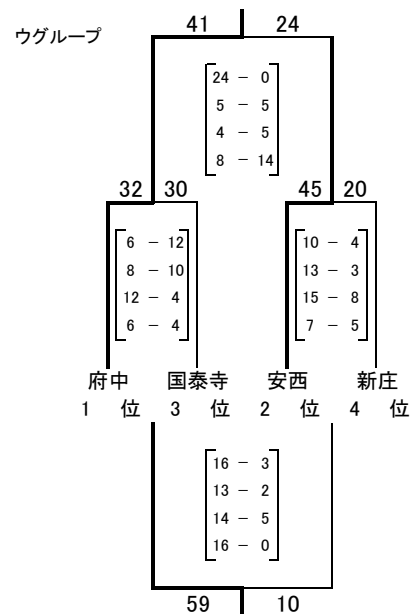 ウグループ
41 24
24 － 0
5 － 5
4 － 5
8 － 14
32 30 45 20
6 － 12 10 － 4
8 － 10 13 － 3
12 － 4 15 － 8
6 － 4 7 － 5
府中 国泰寺 安西 新庄
1 位 3 位 2 位 4 位
16 － 3
13 － 2
14 － 5
16 － 0
59 10